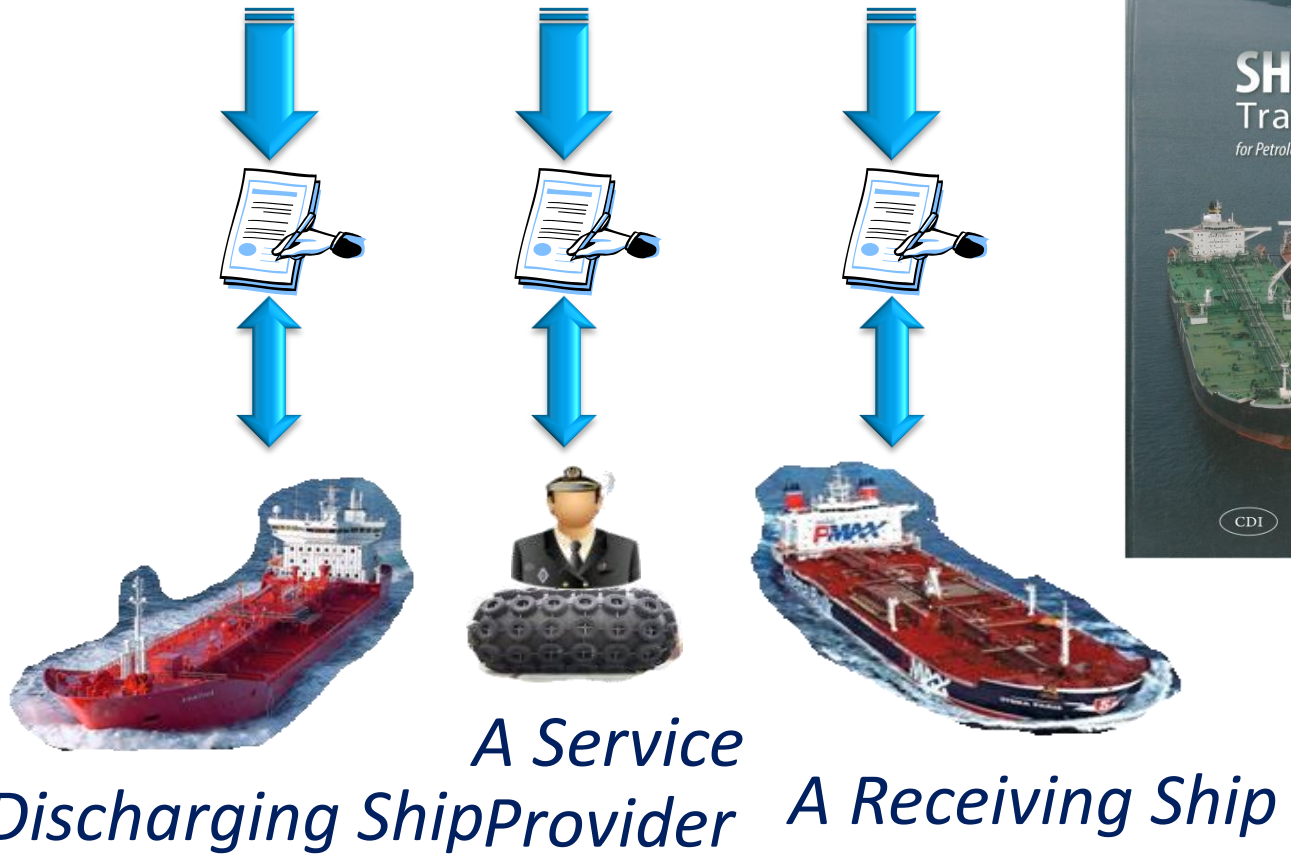 SH
Tra
for Petrol
CDI
PMAX
A Service
Discharging ShipProvider
A Receiving Ship